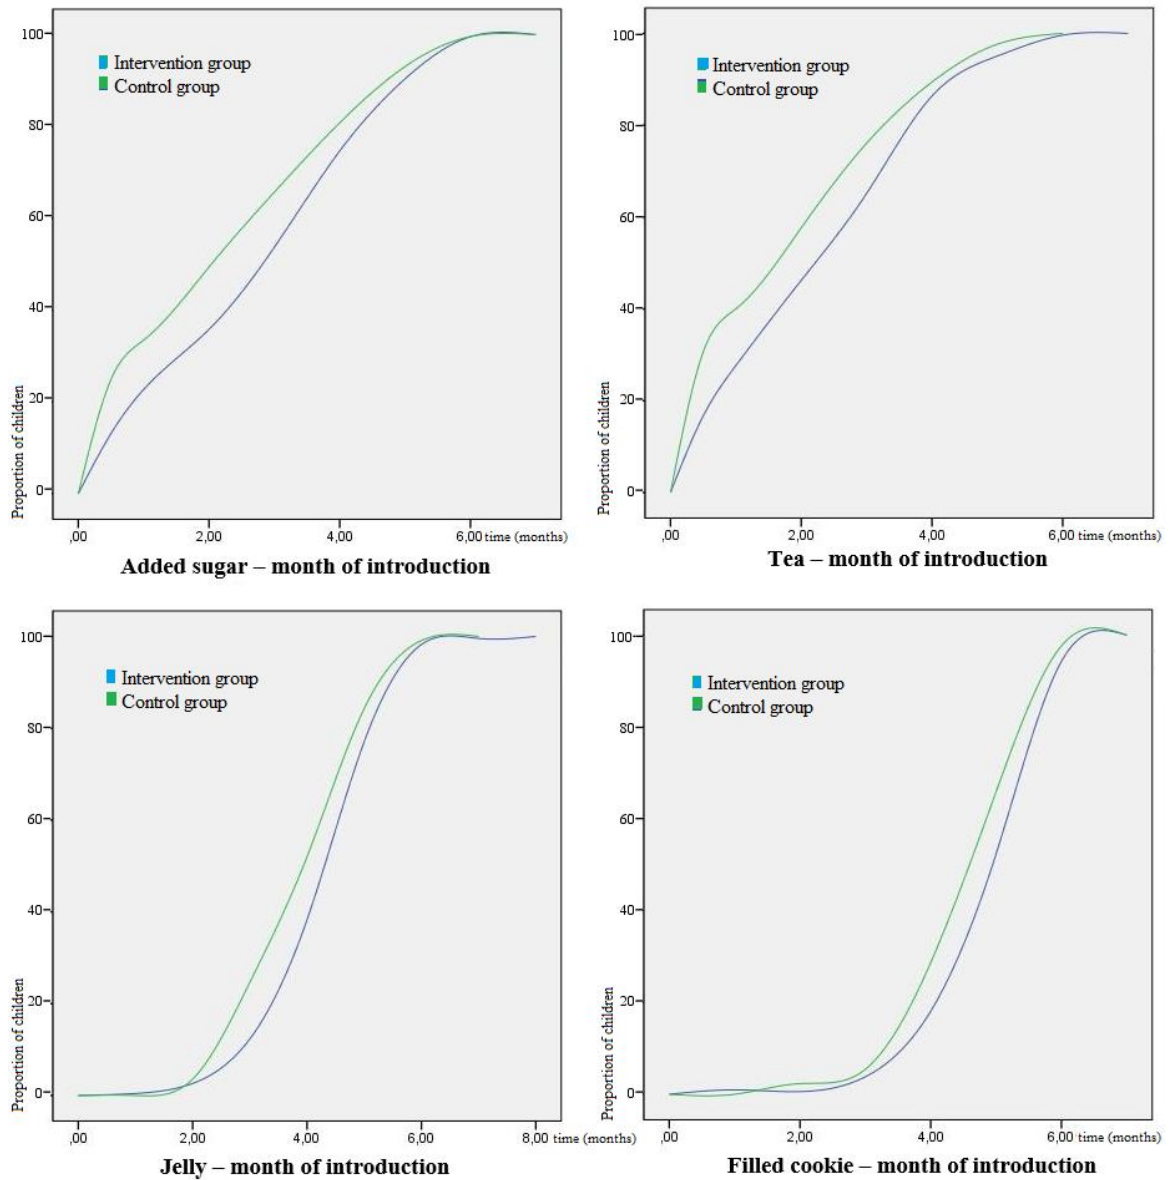 100
80
60
40
20
0
Proportion of children
Intervention group
Control group
,00 2,00 4,00 6,00 time (months)
Added sugar – month of introduction
100
80
60
40
20
0
Proportion of children
Intervention group
Control group
,00 2,00 4,00 6,00 time (months)
Tea – month of introduction
100
80
60
40
20
0
Proportion of children
Intervention group
Control group
,00 2,00 4,00 6,00 8,00 time (months)
Jelly – month of introduction
100
80
60
40
20
0
Proportion of children
Intervention group
Control group
,00 2,00 4,00 6,00 time (months)
Filled cookie – month of introduction